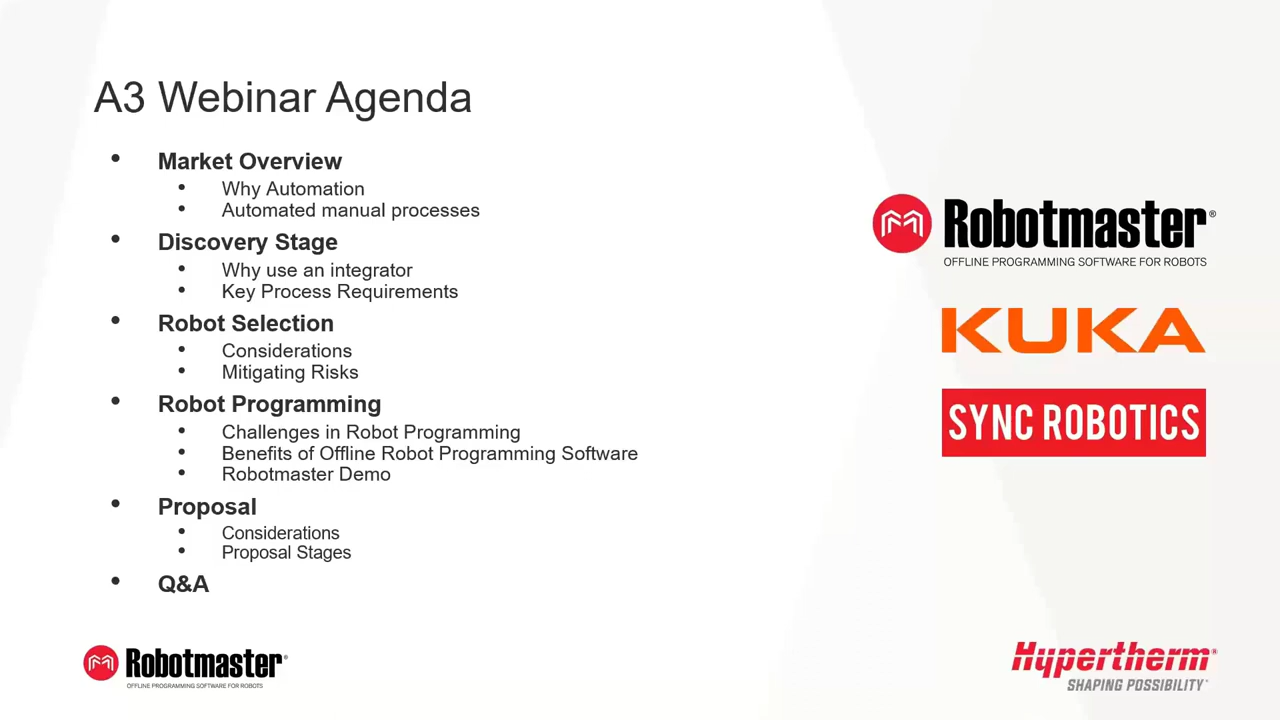 A3 Webinar Agenda
• Market Overview
• Why Automation
• Automated manual processes
• Discovery Stage
• Why use an integrator
• Key Process Requirements
• Robot Selection
• Considerations
• Mitigating Risks
• Robot Programming
• Challenges in Robot Programming
• Benefits of Offline Robot Programming Software
• Robotmaster Demo
• Proposal
• Considerations
• Proposal Stages
• Q&A
Robotmaster®
OFFLINE PROGRAMMING SOFTWARE FOR ROBOTS
KUKA
SYNC ROBOTICS
Robotmaster®
OFFLINE PROGRAMMING SOFTWARE FOR ROBOTS
Hypertherm®
SHAPING POSSIBILITY®